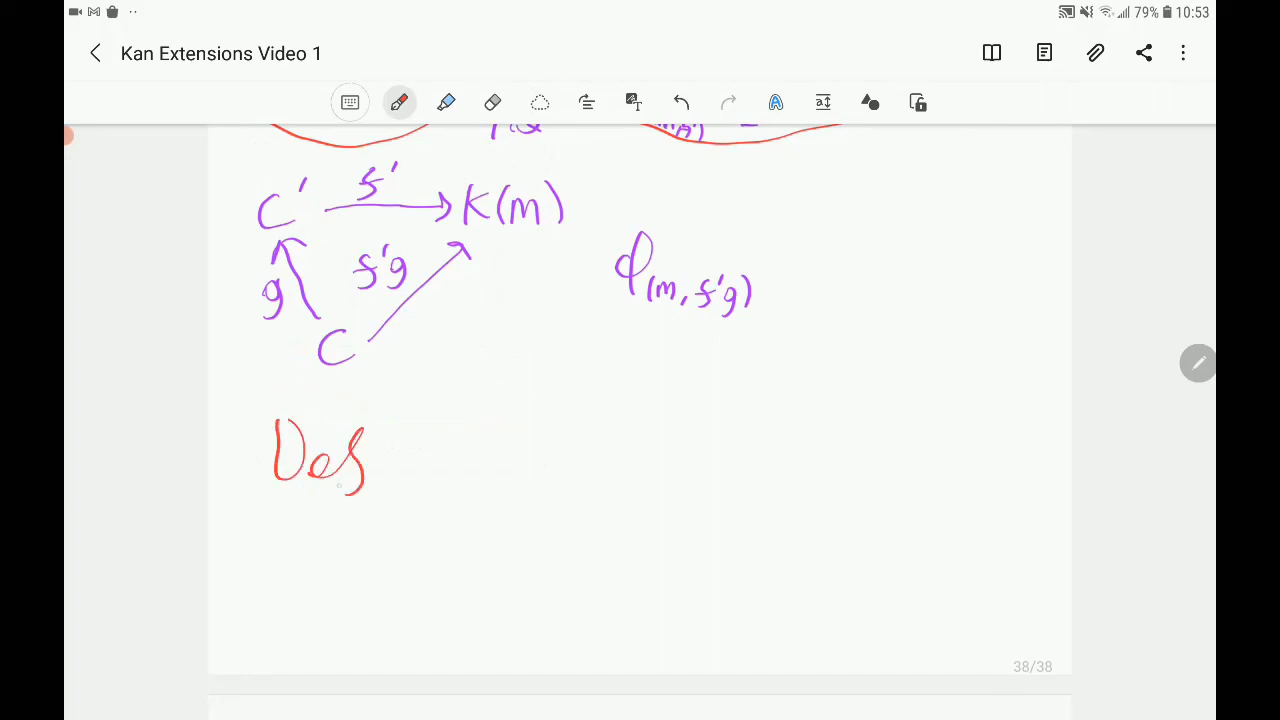 10:53
79%
Kan Extensions Video 1
C' f' K(m)
g f'g ϕ(m, f'g)
C
Def
38/38